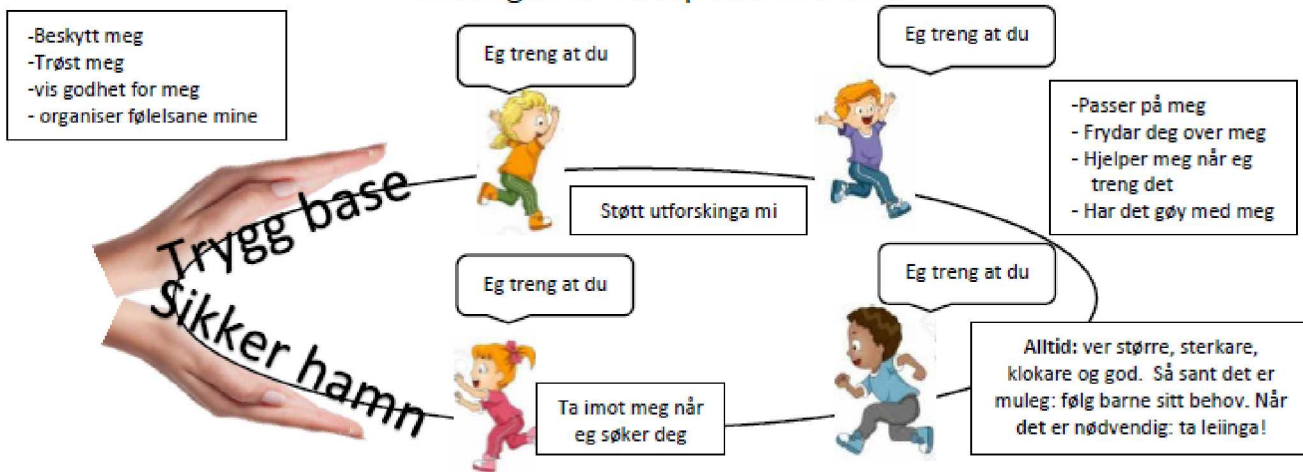 -Beskytt meg
-Trøst meg
-vis godhet for meg
- organiser følelsane mine
Eg treng at du
Eg treng at du
-Passer på meg
- Frydar deg over meg
- Hjelper meg når eg
treng det
- Har det gøy med meg
Trygg base
Støtt utforskinga mi
Sikker hamn
Eg treng at du
Eg treng at du
Ta imot meg når
eg søker deg
Alltid: ver større, sterkare,
klokare og god. Så sant det er
muleg: følg barne sitt behov. Når
det er nødvendig: ta leiinga!